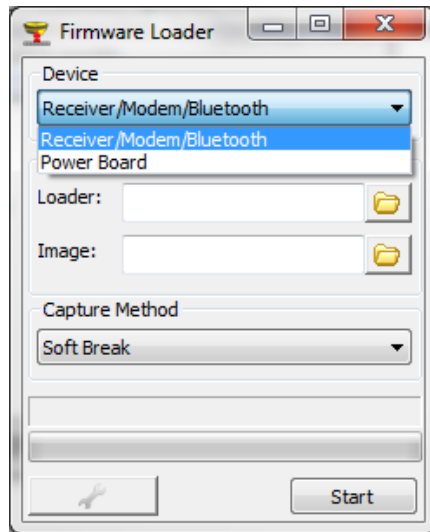 Firmware Loader
Device
Receiver/Modem/Bluetooth
Receiver/Modem/Bluetooth
Power Board
Loader:
Image:
Capture Method
Soft Break
Start